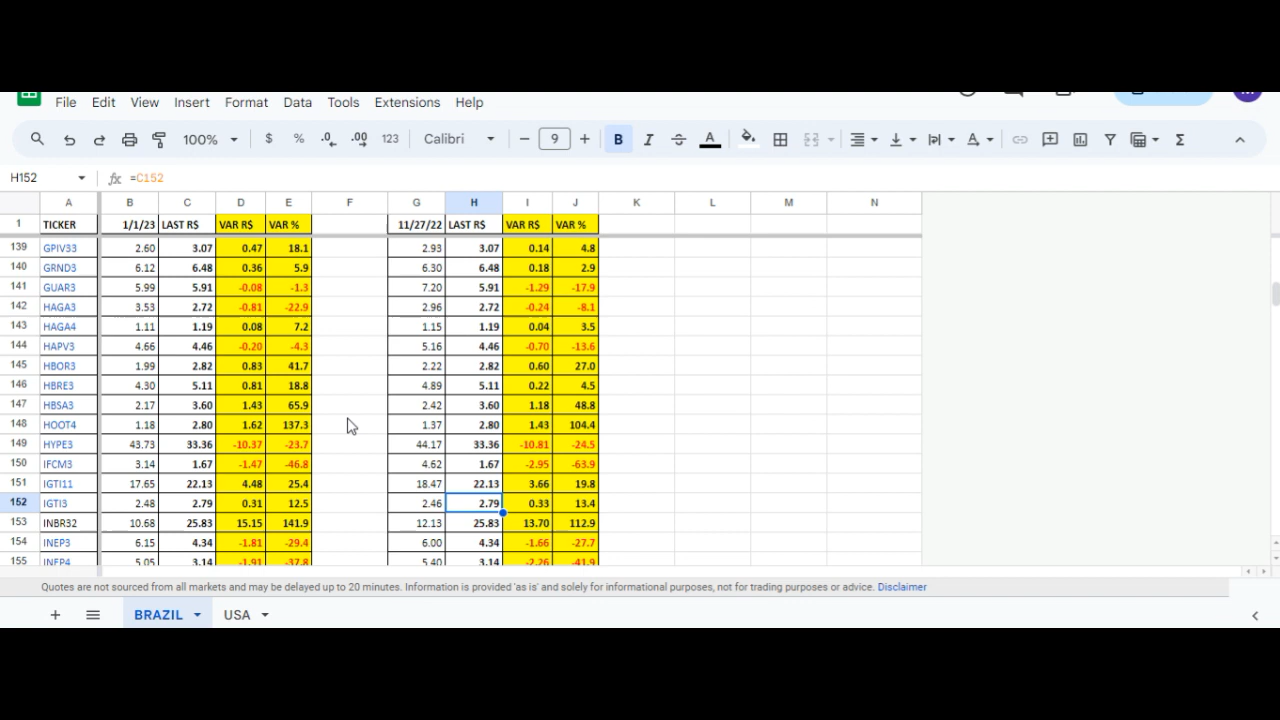 File Edit View Insert Format Data Tools Extensions Help
100% $ % .0 .00 123 Calibri 9 B I A
H152 fx =C152
A B C D E F G H I J K L M N
1 TICKER 1/1/23 LAST R$ VAR R$ VAR % 11/27/22 LAST R$ VAR R$ VAR %
139 GPIV33 2.60 3.07 0.47 18.1 2.93 3.07 0.14 4.8
140 GRND3 6.12 6.48 0.36 5.9 6.30 6.48 0.18 2.9
141 GUAR3 5.99 5.91 -0.08 -1.3 7.20 5.91 -1.29 -17.9
142 HAGA3 3.53 2.72 -0.81 -22.9 2.96 2.72 -0.24 -8.1
143 HAGA4 1.11 1.19 0.08 7.2 1.15 1.19 0.04 3.5
144 HAPV3 4.66 4.46 -0.20 -4.3 5.16 4.46 -0.70 -13.6
145 HBOR3 1.99 2.82 0.83 41.7 2.22 2.82 0.60 27.0
146 HBRE3 4.30 5.11 0.81 18.8 4.89 5.11 0.22 4.5
147 HBSA3 2.17 3.60 1.43 65.9 2.42 3.60 1.18 48.8
148 HOOT4 1.18 2.80 1.62 137.3 1.37 2.80 1.43 104.4
149 HYPE3 43.73 33.36 -10.37 -23.7 44.17 33.36 -10.81 -24.5
150 IFCM3 3.14 1.67 -1.47 -46.8 4.62 1.67 -2.95 -63.9
151 IGTI11 17.65 22.13 4.48 25.4 18.47 22.13 3.66 19.8
152 IGTI3 2.48 2.79 0.31 12.5 2.46 2.79 0.33 13.4
153 INBR32 10.68 25.83 15.15 141.9 12.13 25.83 13.70 112.9
154 INEP3 6.15 4.34 -1.81 -29.4 6.00 4.34 -1.66 -27.7
155 INEP4 5.05 3.14 -1.91 -37.8 5.40 3.14 -2.26 -41.9
Quotes are not sourced from all markets and may be delayed up to 20 minutes. Information is provided 'as is' and solely for informational purposes, not for trading purposes or advice. Disclaimer
BRAZIL USA